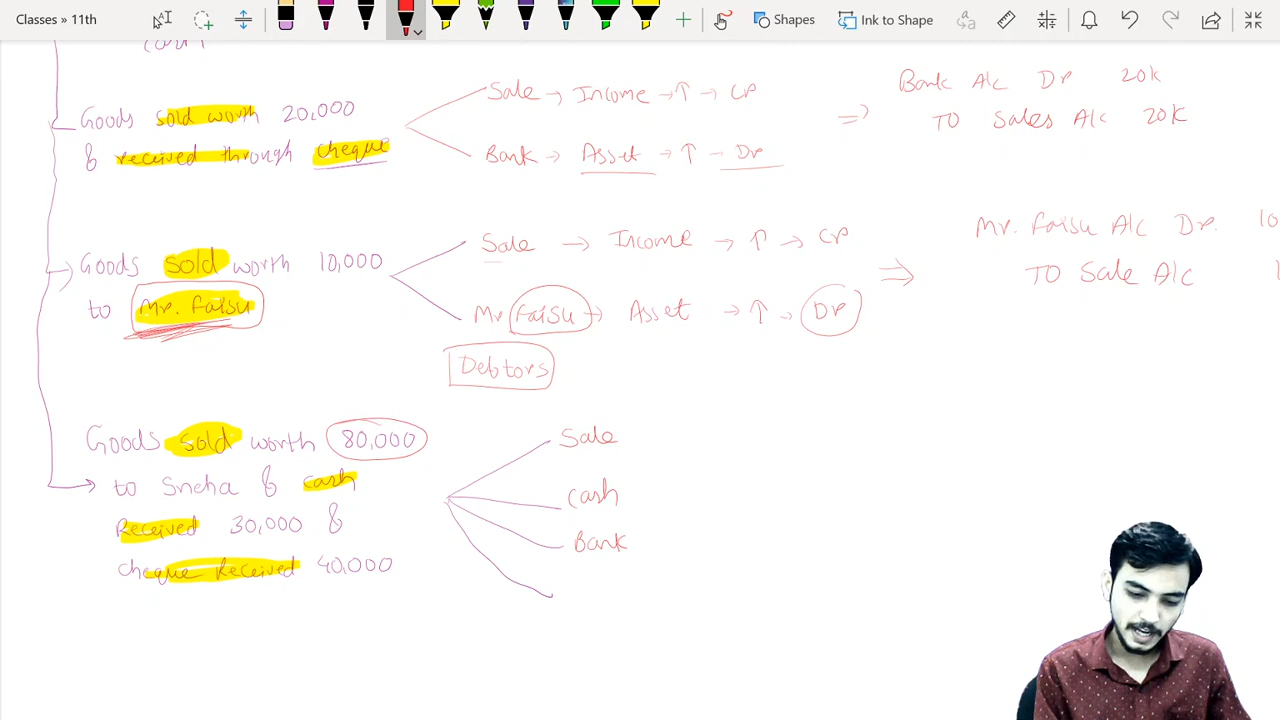 Classes » 11th
Shapes
Ink to Shape
Goods sold worth 20,000
& received through cheque
Sale → Income → ↑ → Cr
Bank → Asset → ↑ → Dr
⇒ Bank A/c Dr 20k
TO Sales A/c 20k
Goods sold worth 10,000
to Mr. Faisu
Sale → Income → ↑ → Cr
Mr Faisu → Asset → ↑ → Dr
Debtors
⇒ Mr. Faisu A/c Dr. 10
TO Sale A/c 1
Goods sold worth 80,000
to Sneha & cash
Received 30,000 &
cheque Received 40,000
Sale
Cash
Bank